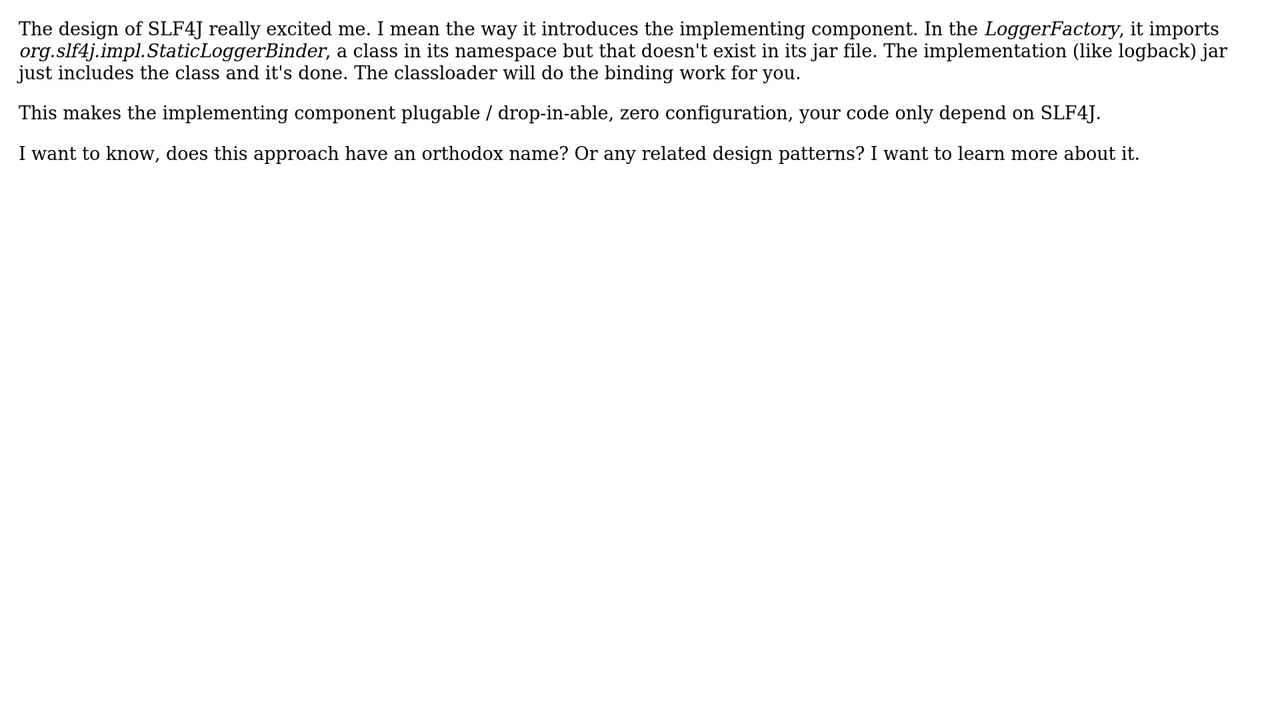 The design of SLF4J really excited me. I mean the way it introduces the implementing component. In the LoggerFactory, it imports
org.slf4j.impl.StaticLoggerBinder, a class in its namespace but that doesn't exist in its jar file. The implementation (like logback) jar
just includes the class and it's done. The classloader will do the binding work for you.
This makes the implementing component plugable / drop-in-able, zero configuration, your code only depend on SLF4J.
I want to know, does this approach have an orthodox name? Or any related design patterns? I want to learn more about it.